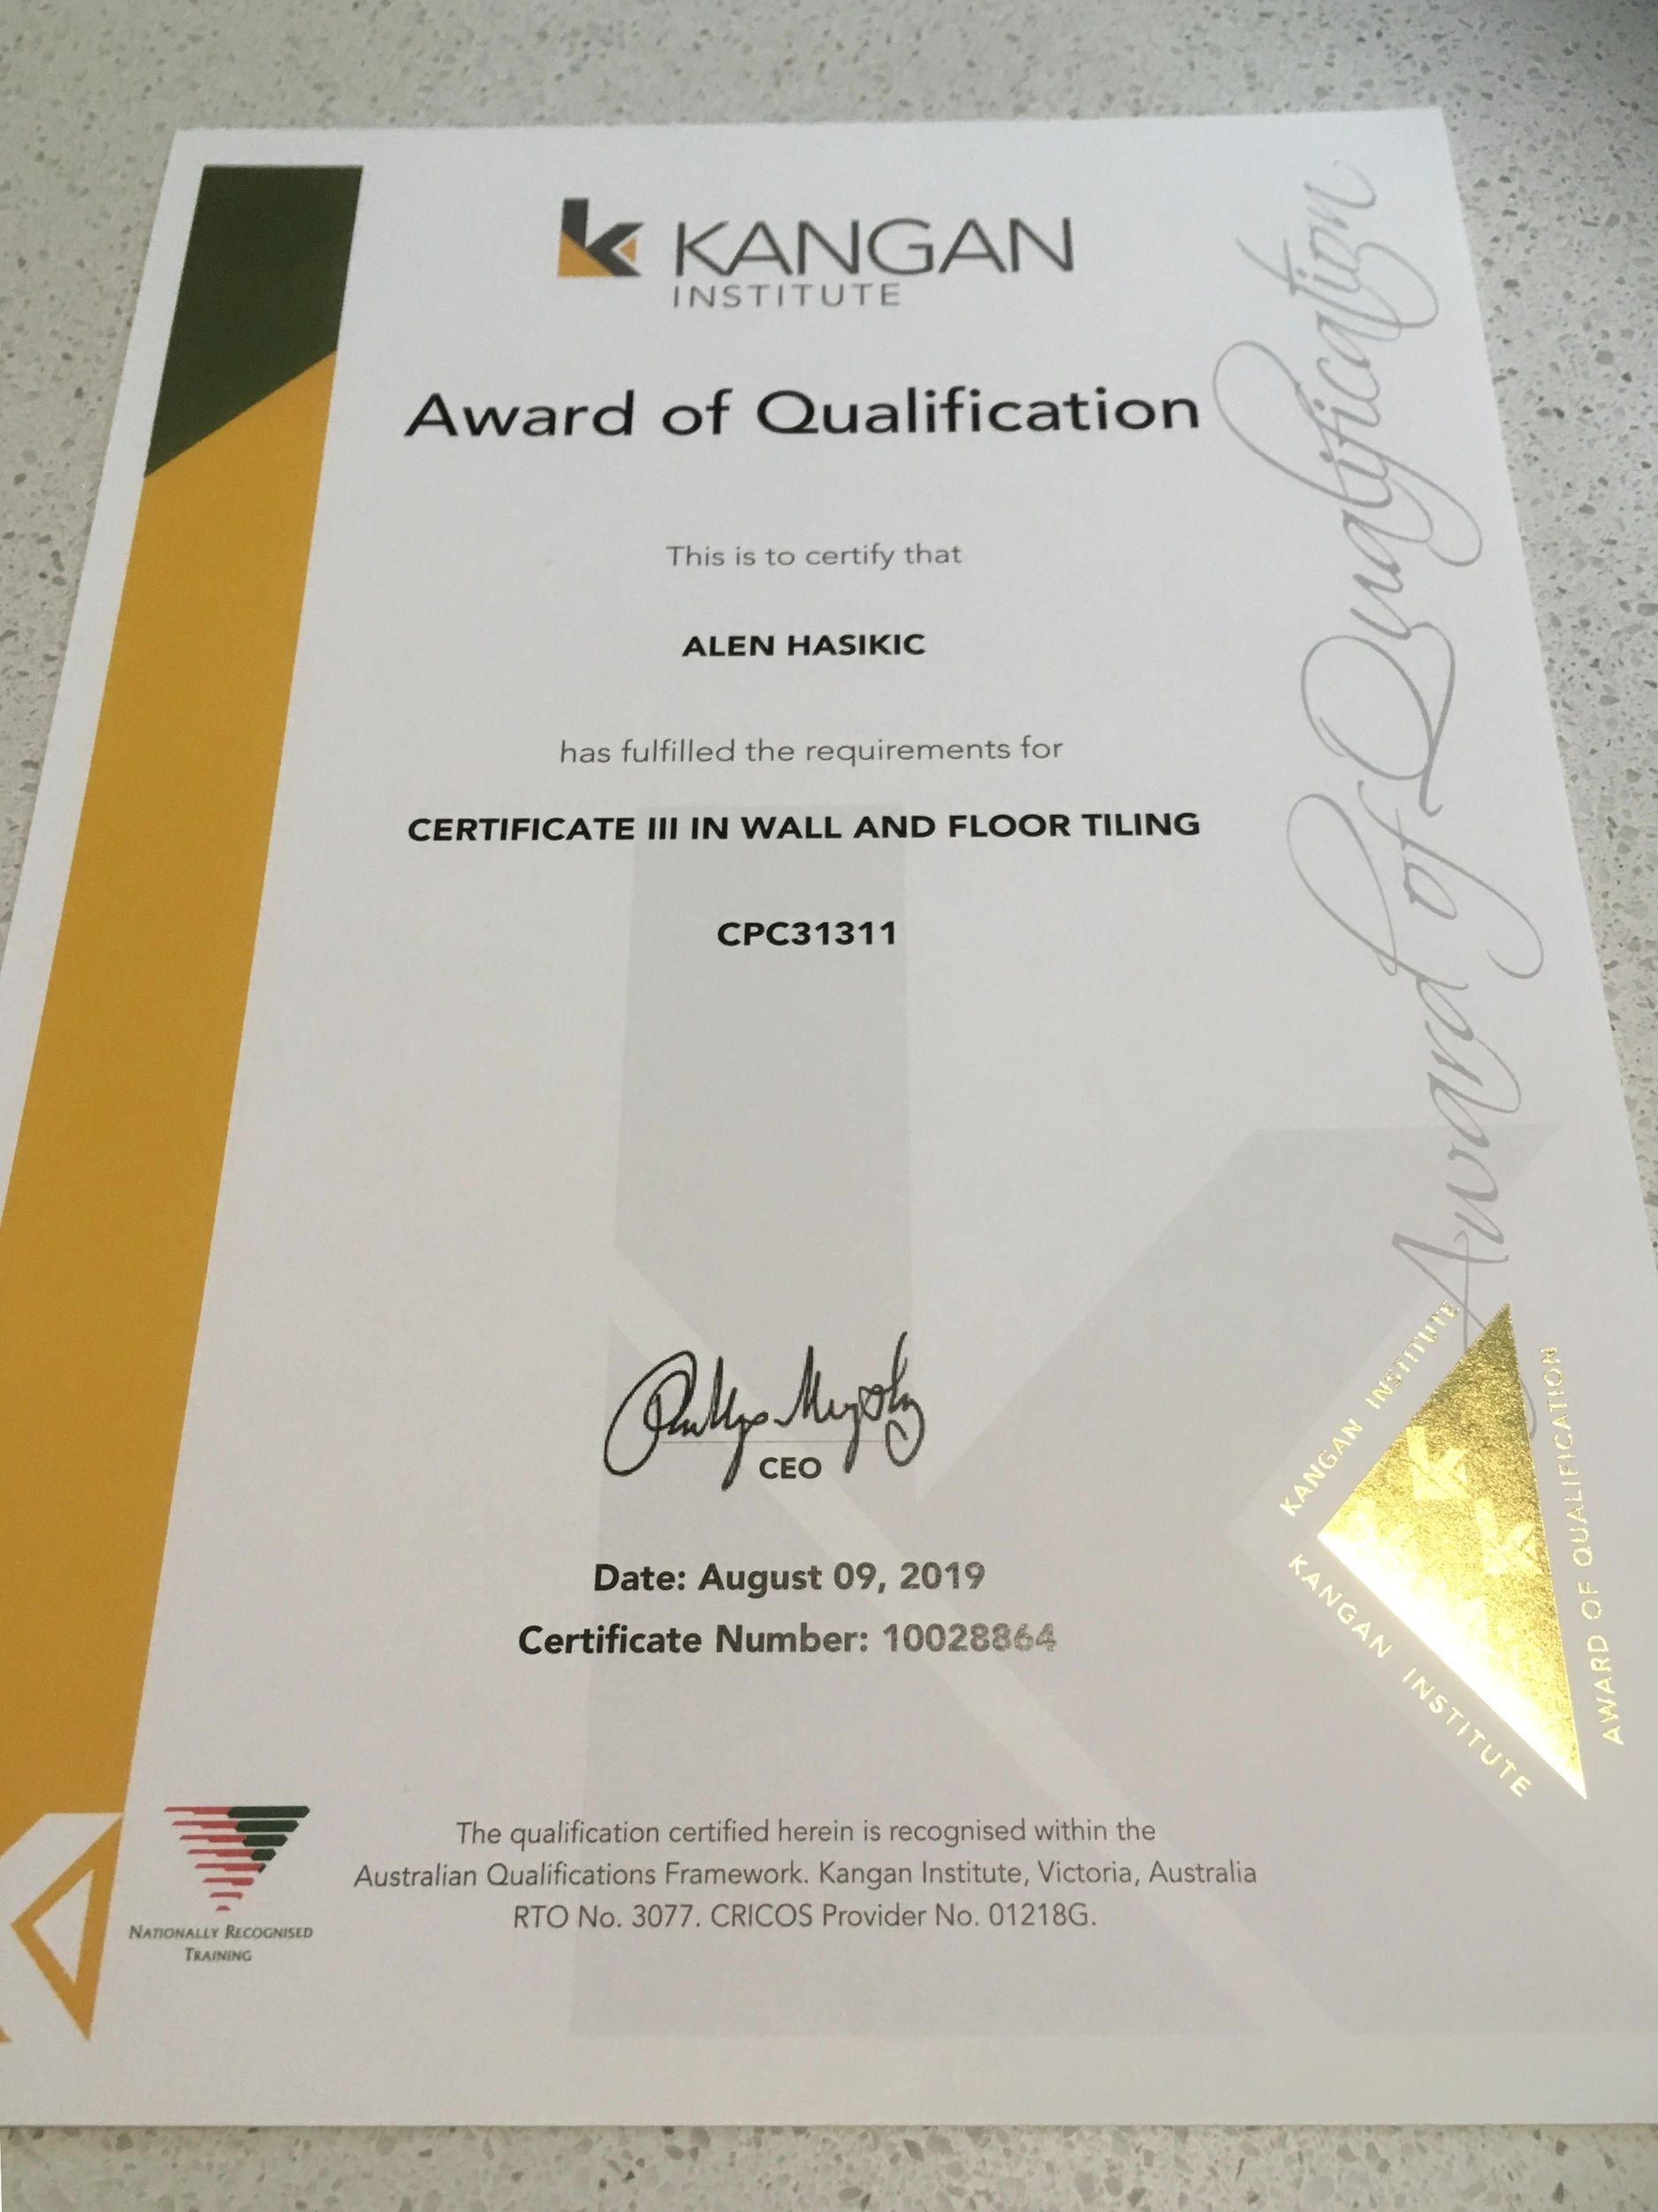 KANGAN
INSTITUTE
Award of Qualification
This is to certify that
ALEN HASIKIC
has fulfilled the requirements for
CERTIFICATE III IN WALL AND FLOOR TILING
CPC31311
CEO
Date: August 09, 2019
Certificate Number: 10028864
The qualification certified herein is recognised within the
Australian Qualifications Framework. Kangan Institute, Victoria, Australia
RTO No. 3077. CRICOS Provider No. 01218G.
NATIONALLY RECOGNISED
TRAINING
Award of Qualification
KANGAN INSTITUTE
KANGAN INSTITUTE
AWARD OF QUALIFICATION